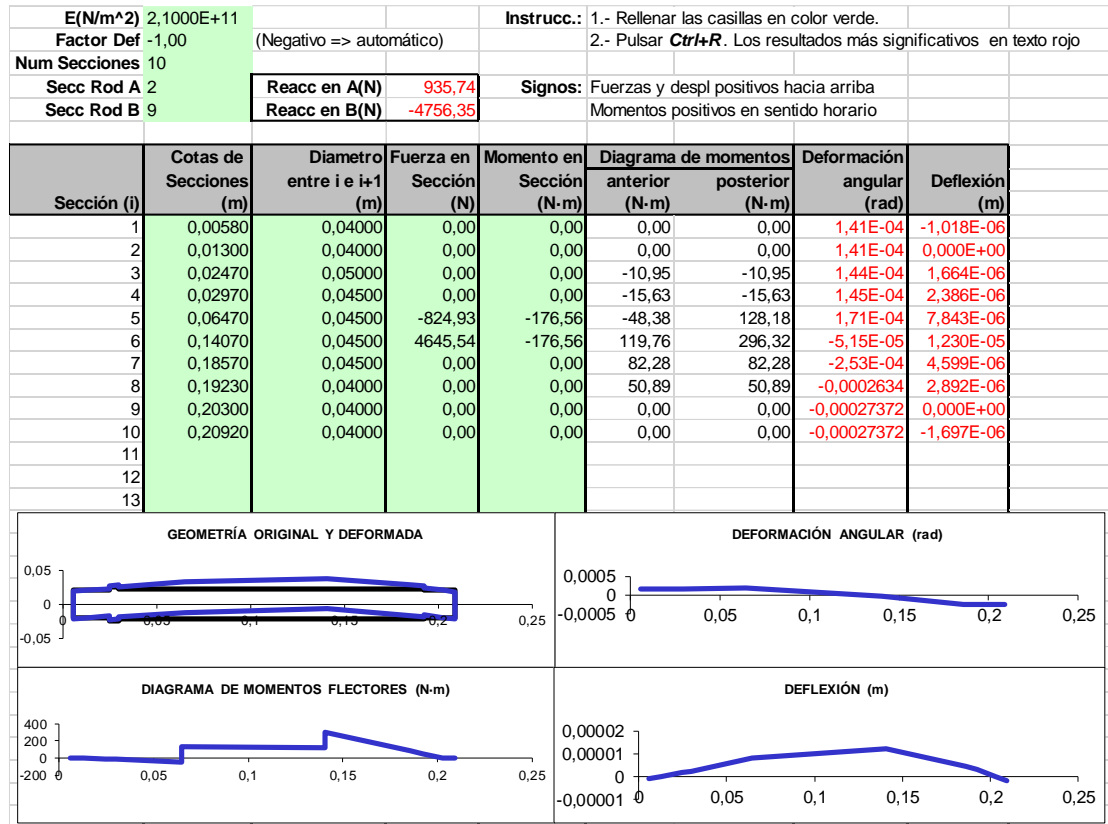 E(N/m^2) 2,1000E+11 Instrucc.: 1.- Rellenar las casillas en color verde.
Factor Def -1,00 (Negativo => automático) 2.- Pulsar Ctrl+R. Los resultados más significativos en texto rojo
Num Secciones 10
Secc Rod A 2 Reacc en A(N) 935,74 Signos: Fuerzas y despl positivos hacia arriba
Secc Rod B 9 Reacc en B(N) -4756,35 Momentos positivos en sentido horario
Cotas de Diametro Fuerza en Momento en Diagrama de momentos Deformación
Secciones entre i e i+1 Sección Sección anterior posterior angular Deflexión
Sección (i) (m) (m) (N) (N·m) (N·m) (N·m) (rad) (m)
1 0,00580 0,04000 0,00 0,00 0,00 0,00 1,41E-04 -1,018E-06
2 0,01300 0,04000 0,00 0,00 0,00 0,00 1,41E-04 0,000E+00
3 0,02470 0,05000 0,00 0,00 -10,95 -10,95 1,44E-04 1,664E-06
4 0,02970 0,04500 0,00 0,00 -15,63 -15,63 1,45E-04 2,386E-06
5 0,06470 0,04500 -824,93 -176,56 -48,38 128,18 1,71E-04 7,843E-06
6 0,14070 0,04500 4645,54 -176,56 119,76 296,32 -5,15E-05 1,230E-05
7 0,18570 0,04500 0,00 0,00 82,28 82,28 -2,53E-04 4,599E-06
8 0,19230 0,04000 0,00 0,00 50,89 50,89 -0,0002634 2,892E-06
9 0,20300 0,04000 0,00 0,00 0,00 0,00 -0,00027372 0,000E+00
10 0,20920 0,04000 0,00 0,00 0,00 0,00 -0,00027372 -1,697E-06
11
12
13
GEOMETRÍA ORIGINAL Y DEFORMADA
0,05
0
-0,05
0 0,05 0,1 0,15 0,2 0,25
DEFORMACIÓN ANGULAR (rad)
0,0005
0
-0,0005
0 0,05 0,1 0,15 0,2 0,25
DIAGRAMA DE MOMENTOS FLECTORES (N·m)
400
200
0
-200
0 0,05 0,1 0,15 0,2 0,25
DEFLEXIÓN (m)
0,00002
0,00001
0
-0,00001
0 0,05 0,1 0,15 0,2 0,25